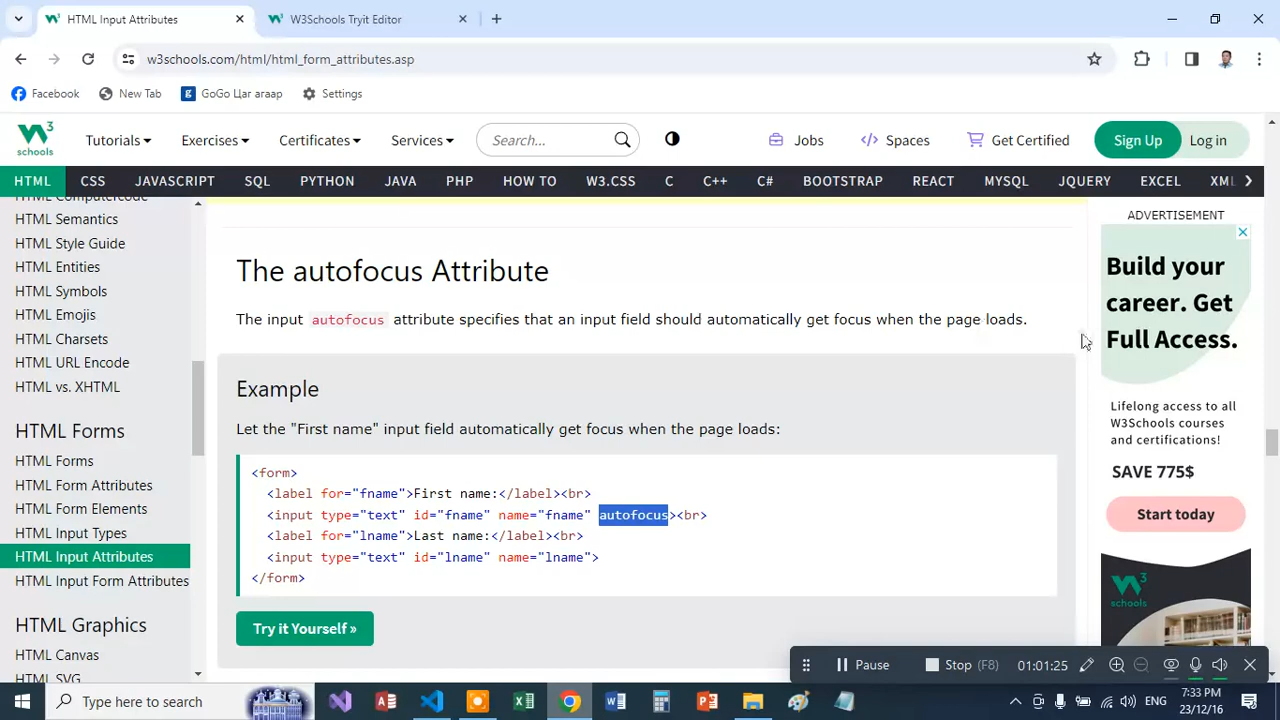 HTML Input Attributes
W3Schools Tryit Editor
w3schools.com/html/html_form_attributes.asp
Facebook
New Tab
GoGo Цаг агаар
Settings
W3 schools
Tutorials
Exercises
Certificates
Services
Search...
Jobs
Spaces
Get Certified
Sign Up
Log in
HTML CSS JAVASCRIPT SQL PYTHON JAVA PHP HOW TO W3.CSS C C++ C# BOOTSTRAP REACT MYSQL JQUERY EXCEL XML
HTML Computercode
HTML Semantics
HTML Style Guide
HTML Entities
HTML Symbols
HTML Emojis
HTML Charsets
HTML URL Encode
HTML vs. XHTML
HTML Forms
HTML Forms
HTML Form Attributes
HTML Form Elements
HTML Input Types
HTML Input Attributes
HTML Input Form Attributes
HTML Graphics
HTML Canvas
HTML SVG
The autofocus Attribute
The input autofocus attribute specifies that an input field should automatically get focus when the page loads.
Example
Let the "First name" input field automatically get focus when the page loads:
<form>
<label for="fname">First name:</label><br>
<input type="text" id="fname" name="fname" autofocus><br>
<label for="lname">Last name:</label><br>
<input type="text" id="lname" name="lname">
</form>
Try it Yourself »
ADVERTISEMENT
Build your
career. Get
Full Access.
Lifelong access to all
W3Schools courses
and certifications!
SAVE 775$
Start today
W3 schools
Pause
Stop (F8)
01:01:25
Type here to search
ENG
7:33 PM
23/12/16